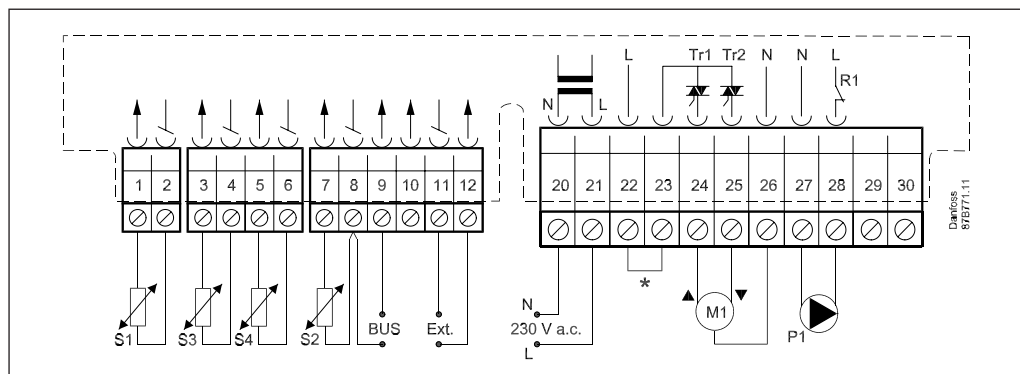 L Tr1 Tr2 N N L
R1
N L
1 2 3 4 5 6 7 8 9 10 11 12
20 21 22 23 24 25 26 27 28 29 30
Danfoss
87B771.11
*
S1 S3 S4 S2 BUS Ext.
N
230 V a.c.
L
M1
P1